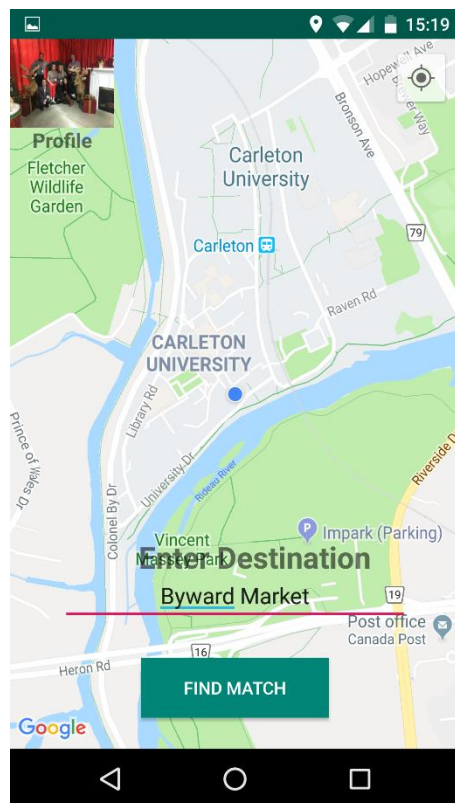 15:19
Hopewell Ave
Brewer Way
Bronson Ave
Profile
Fletcher
Wildlife
Garden
Carleton
University
79
Carleton
Raven Rd
CARLETON
UNIVERSITY
Library Rd
Prince of Wales Dr
Colonel By Dr
University Dr
Rideau River
Riverside D
P
Impark (Parking)
Vincent
Massey Park
Enter Destination
Byward Market
19
Post office
Canada Post
16
Heron Rd
FIND MATCH
Google